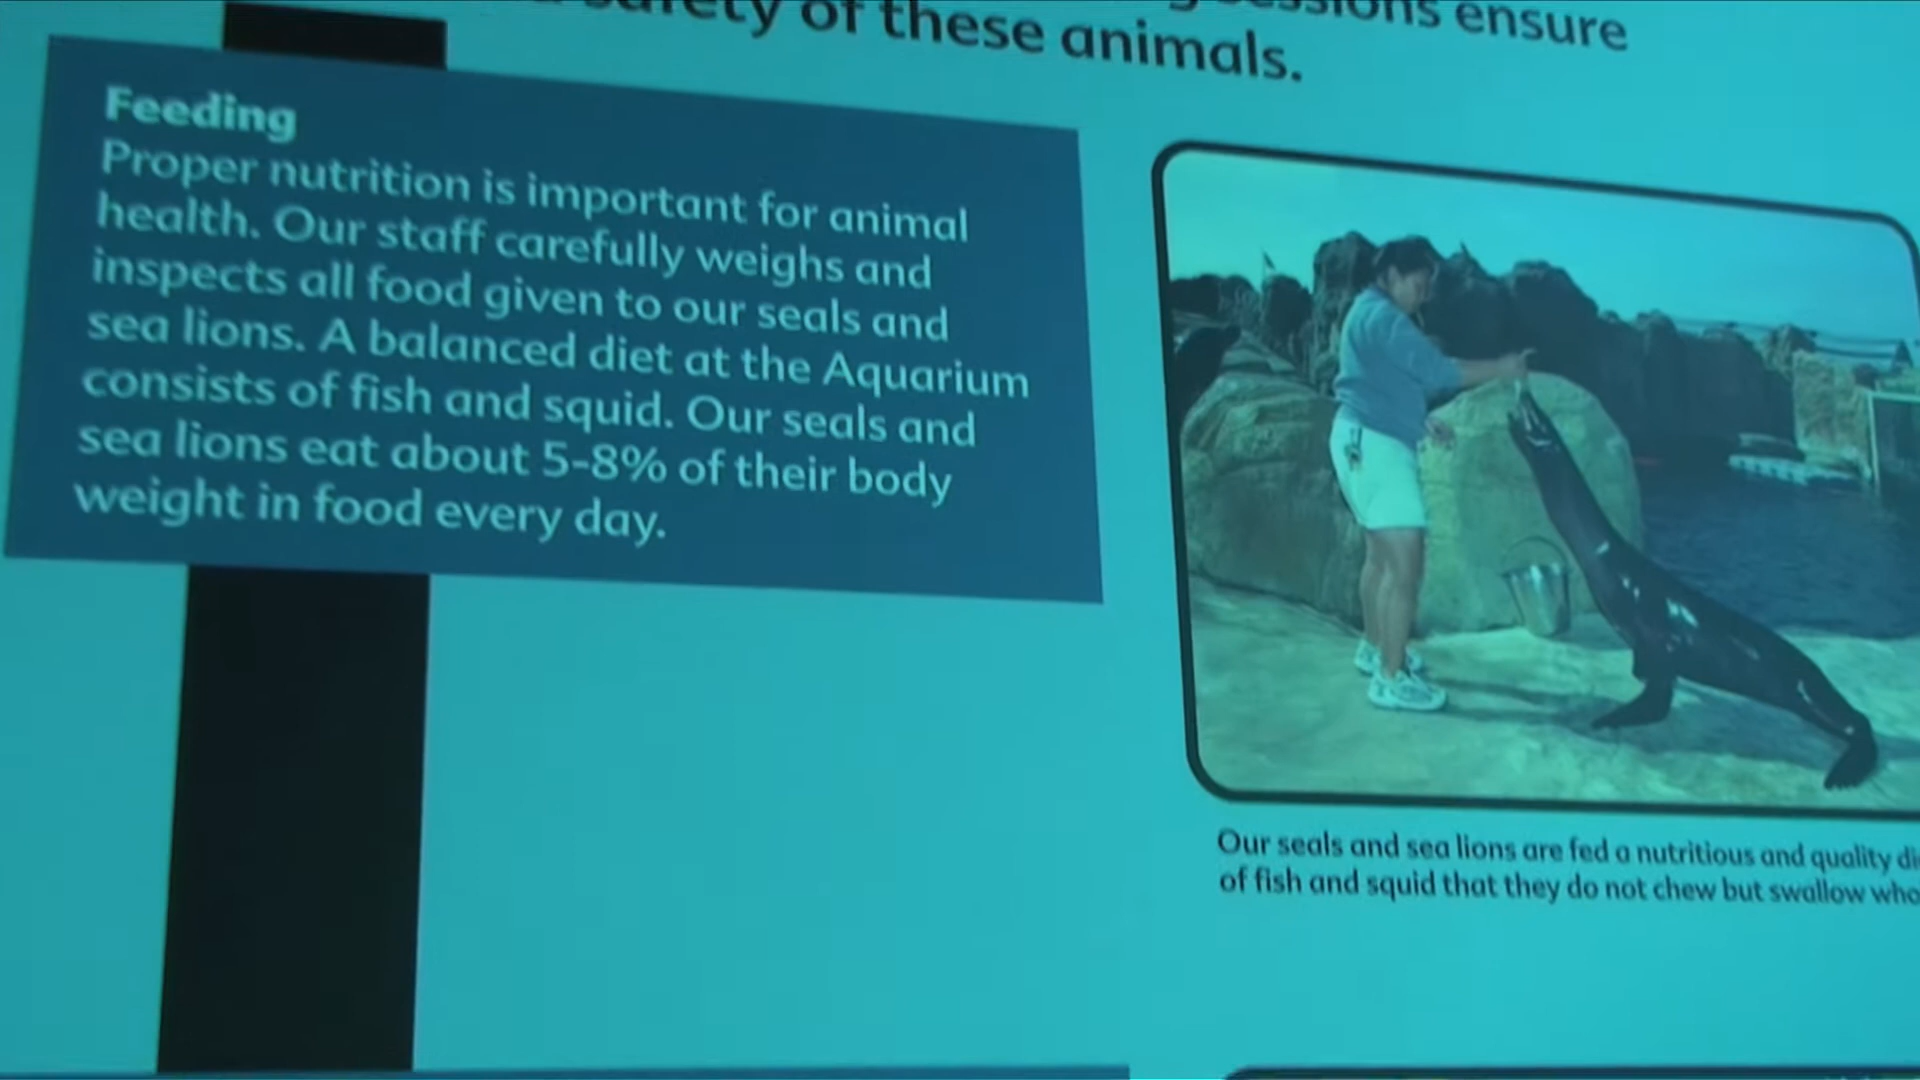 sessions ensure
safety of these animals.
Feeding
Proper nutrition is important for animal
health. Our staff carefully weighs and
inspects all food given to our seals and
sea lions. A balanced diet at the Aquarium
consists of fish and squid. Our seals and
sea lions eat about 5-8% of their body
weight in food every day.
Our seals and sea lions are fed a nutritious and quality
of fish and squid that they do not chew but swallow